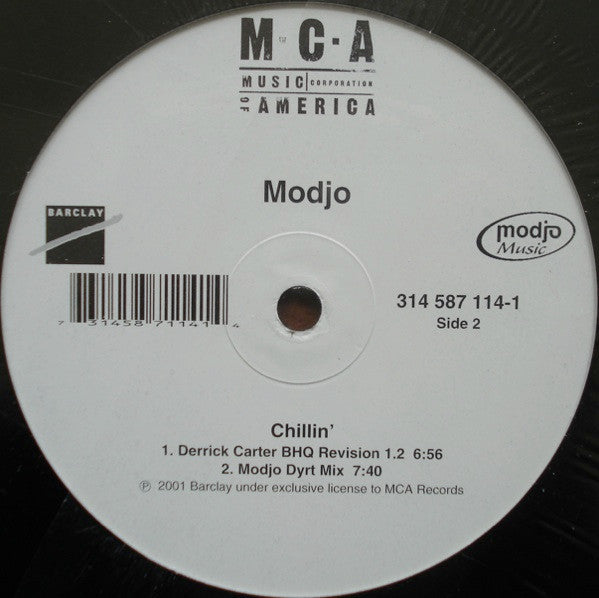 M™C·A
MUSIC CORPORATION
OF AMERICA
Modjo
BARCLAY
modjo
Music
7 31458 71141 4
314 587 114-1
Side 2
Chillin'
1. Derrick Carter BHQ Revision 1.2 6:56
2. Modjo Dyrt Mix 7:40
℗ 2001 Barclay under exclusive license to MCA Records